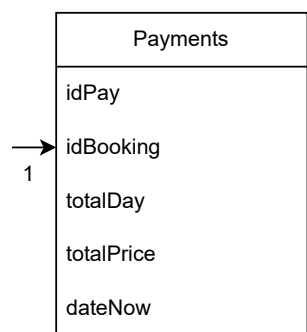 Payments
idPay
idBooking
1
totalDay
totalPrice
dateNow